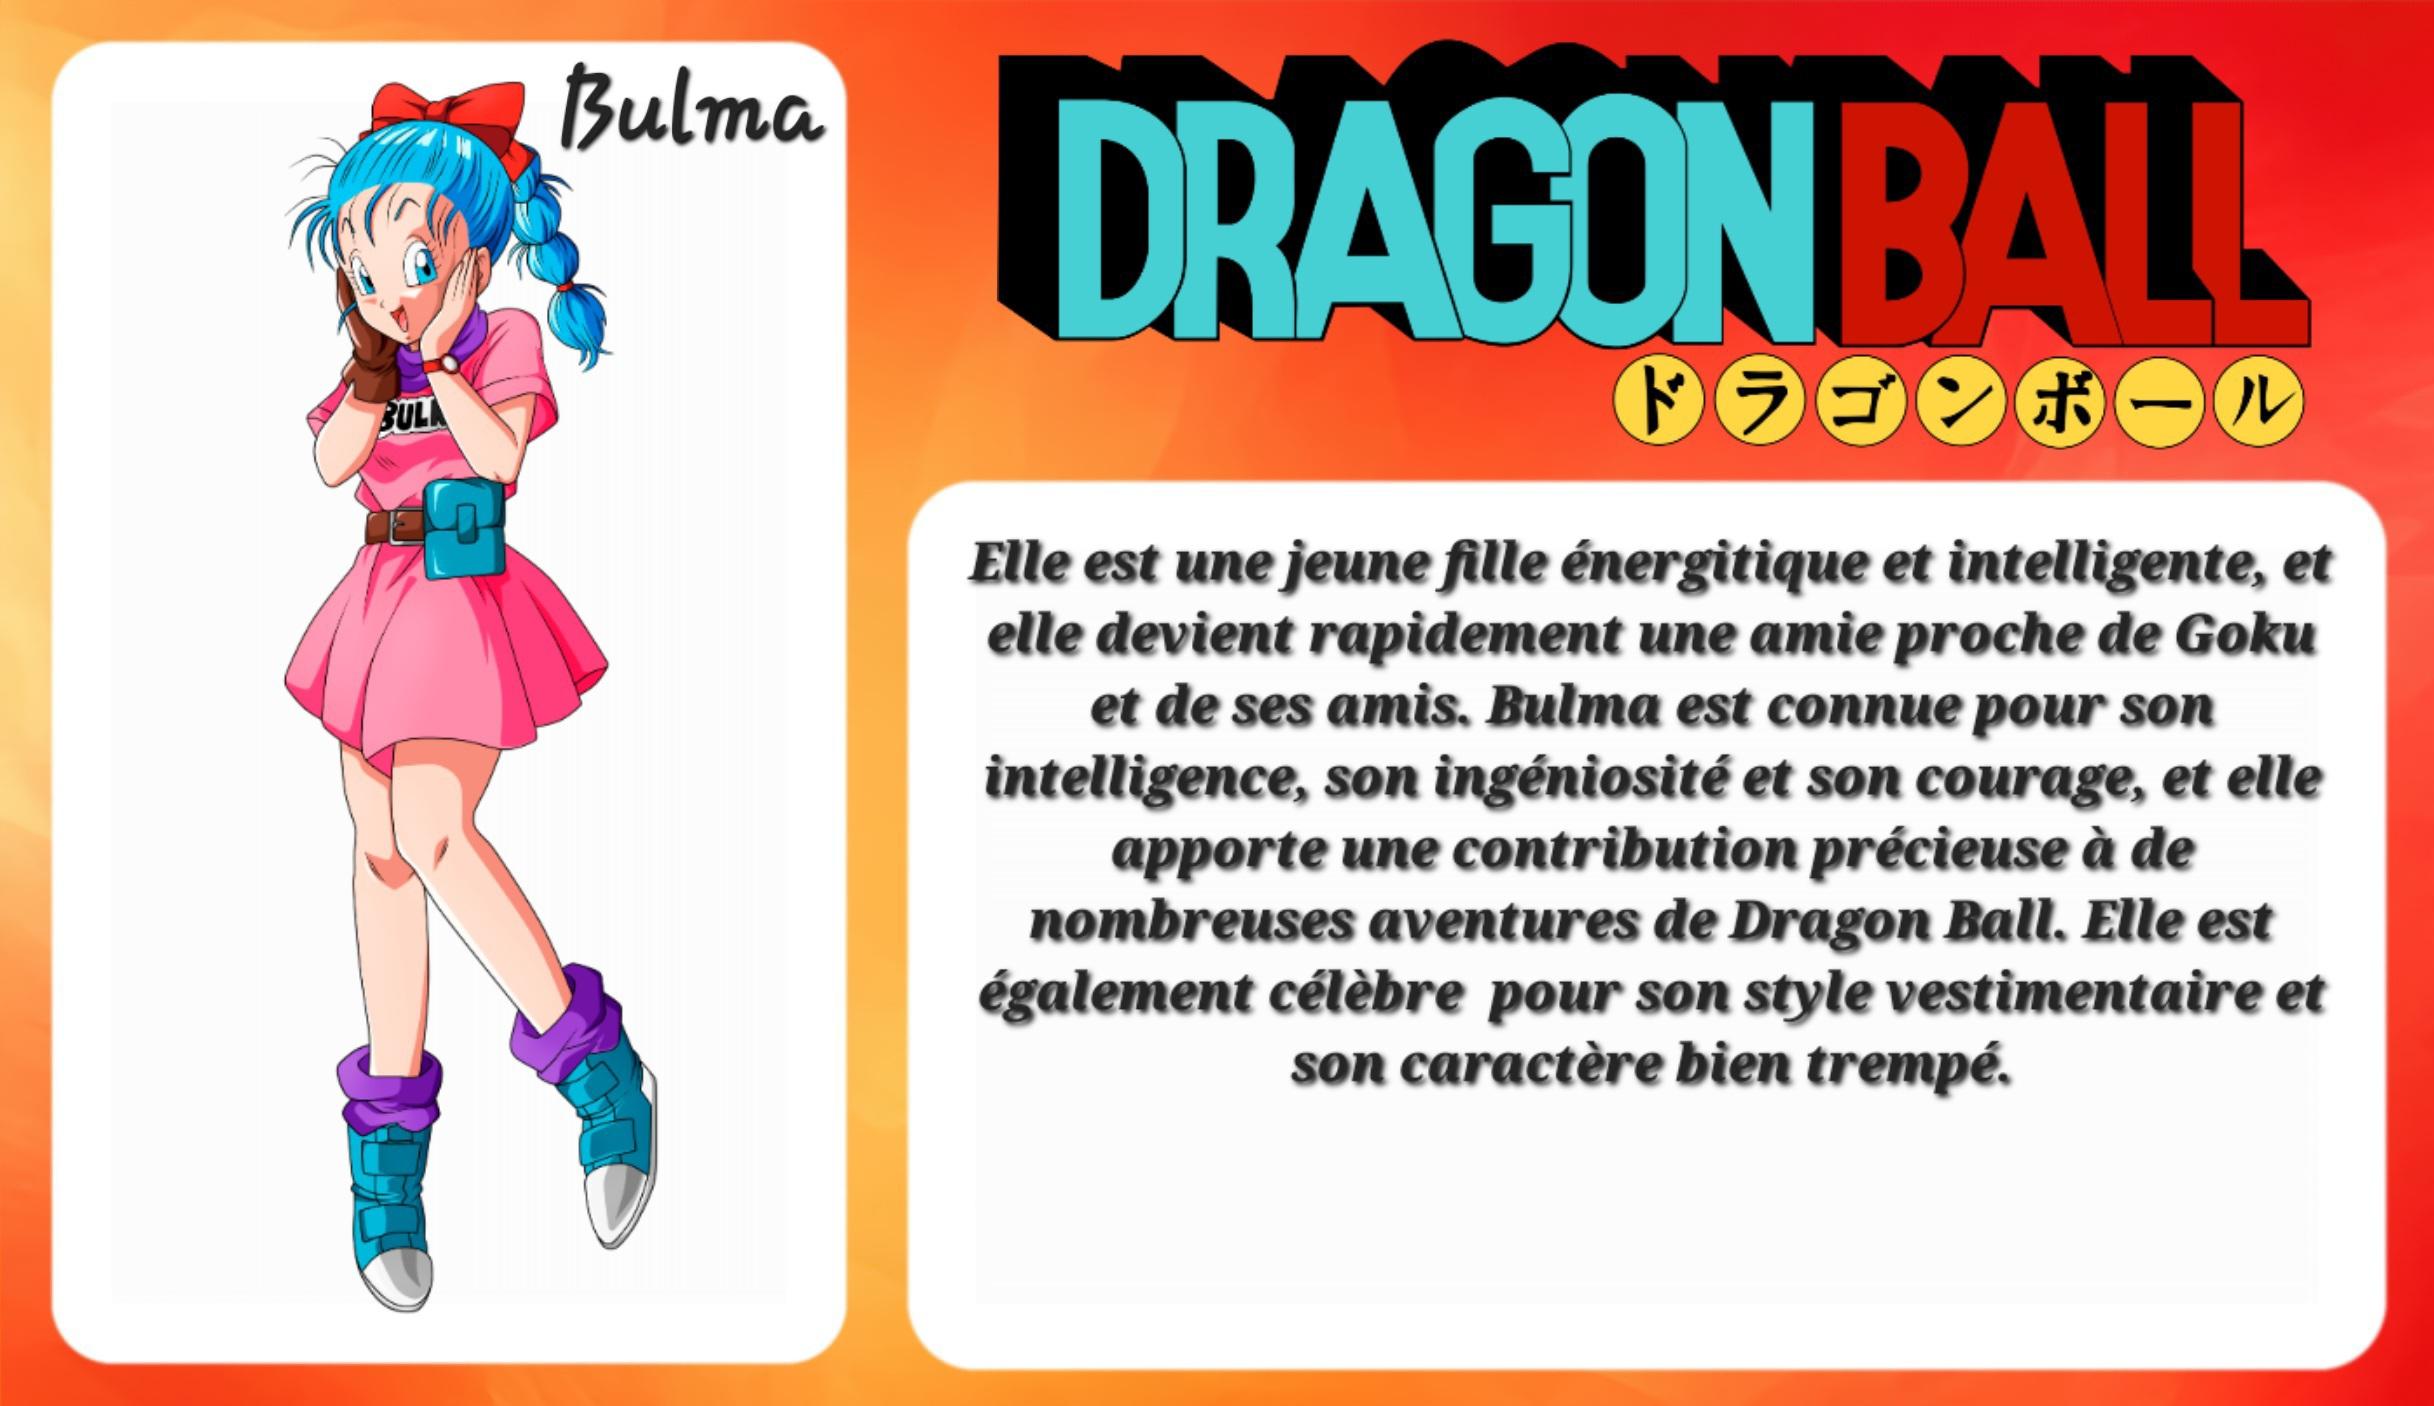 Bulma
BUL
DRAGON BALL
ドラゴンボール
Elle est une jeune fille énergitique et intelligente, et
elle devient rapidement une amie proche de Goku
et de ses amis. Bulma est connue pour son
intelligence, son ingéniosité et son courage, et elle
apporte une contribution précieuse à de
nombreuses aventures de Dragon Ball. Elle est
également célèbre  pour son style vestimentaire et
son caractère bien trempé.